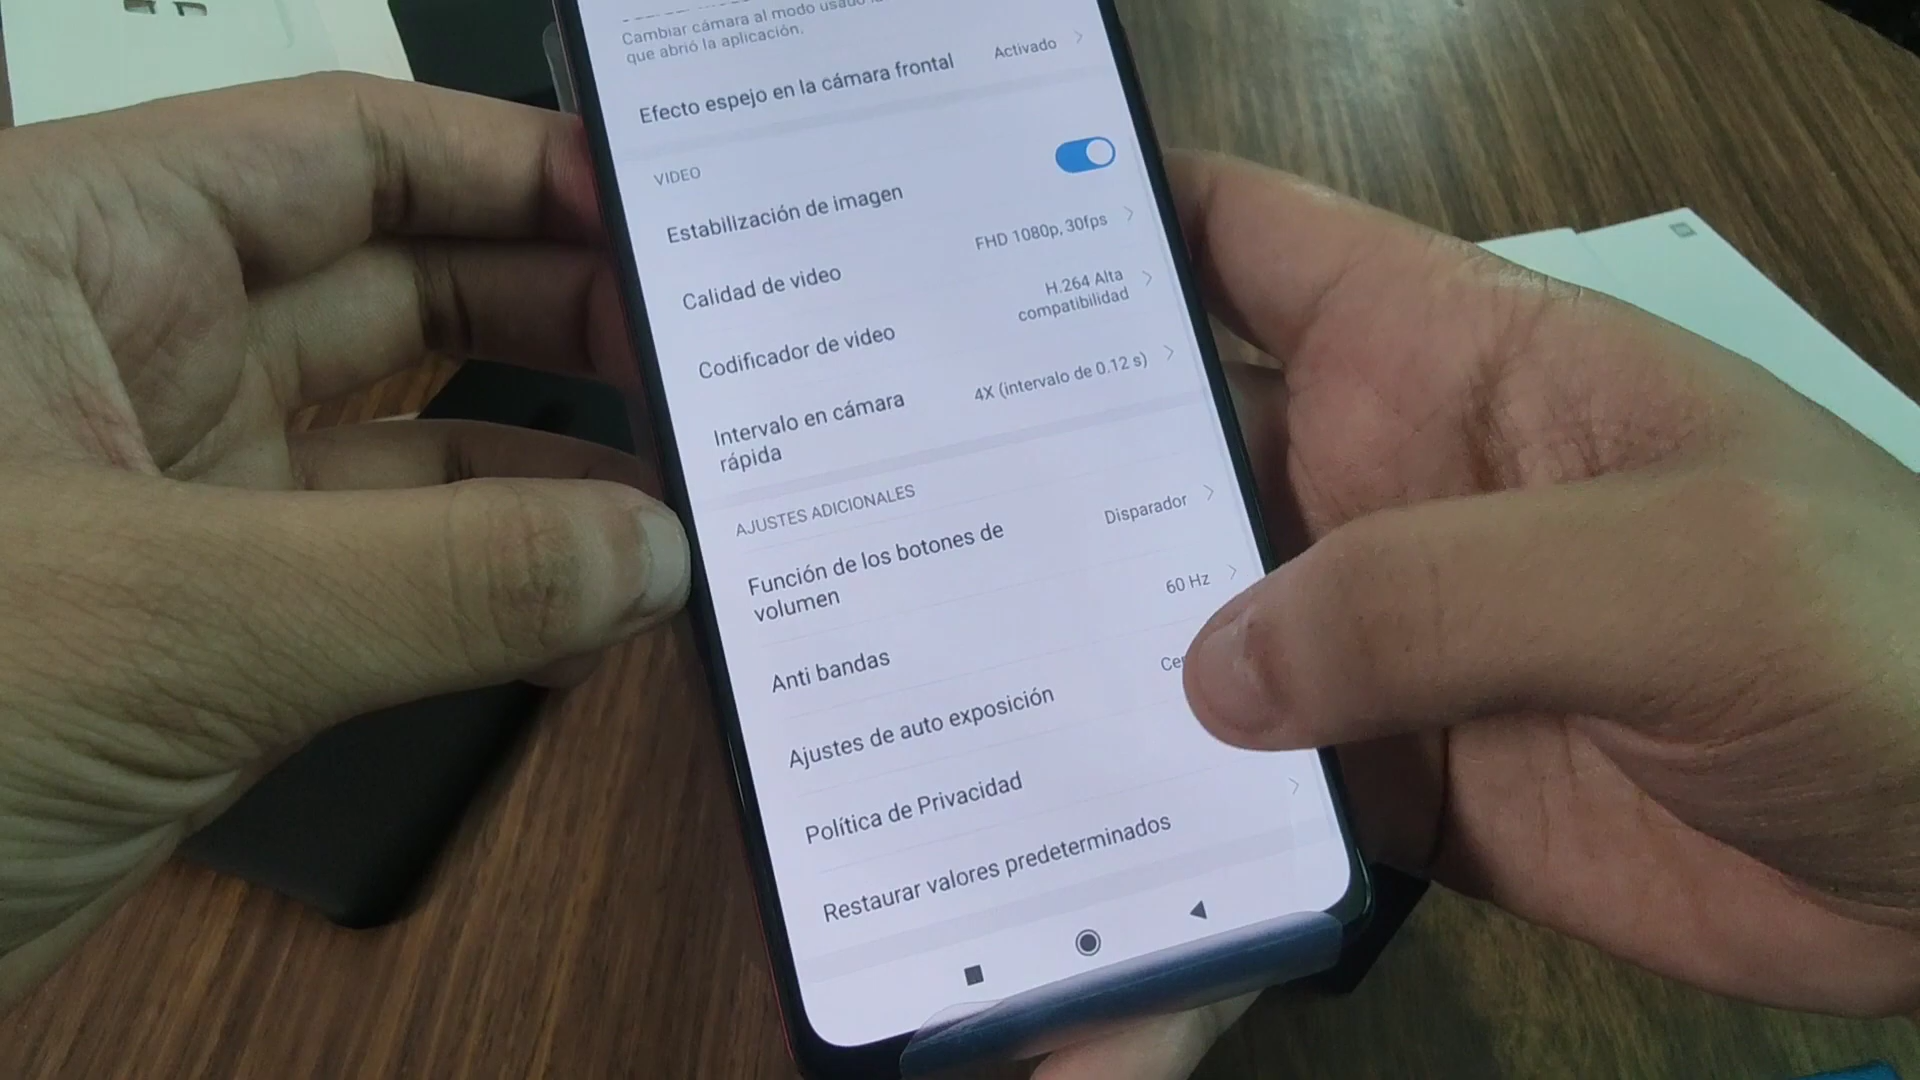 Cambiar cámara al modo usado
que abrió la aplicación.
Efecto espejo en la cámara frontal
Activado
VIDEO
Estabilización de imagen
Calidad de video
FHD 1080p, 30fps
Codificador de video
H.264 Alta
compatibilidad
Intervalo en cámara
rápida
4X (intervalo de 0.12 s)
AJUSTES ADICIONALES
Función de los botones de
volumen
Disparador
Anti bandas
60 Hz
Ajustes de auto exposición
Política de Privacidad
Restaurar valores predeterminados